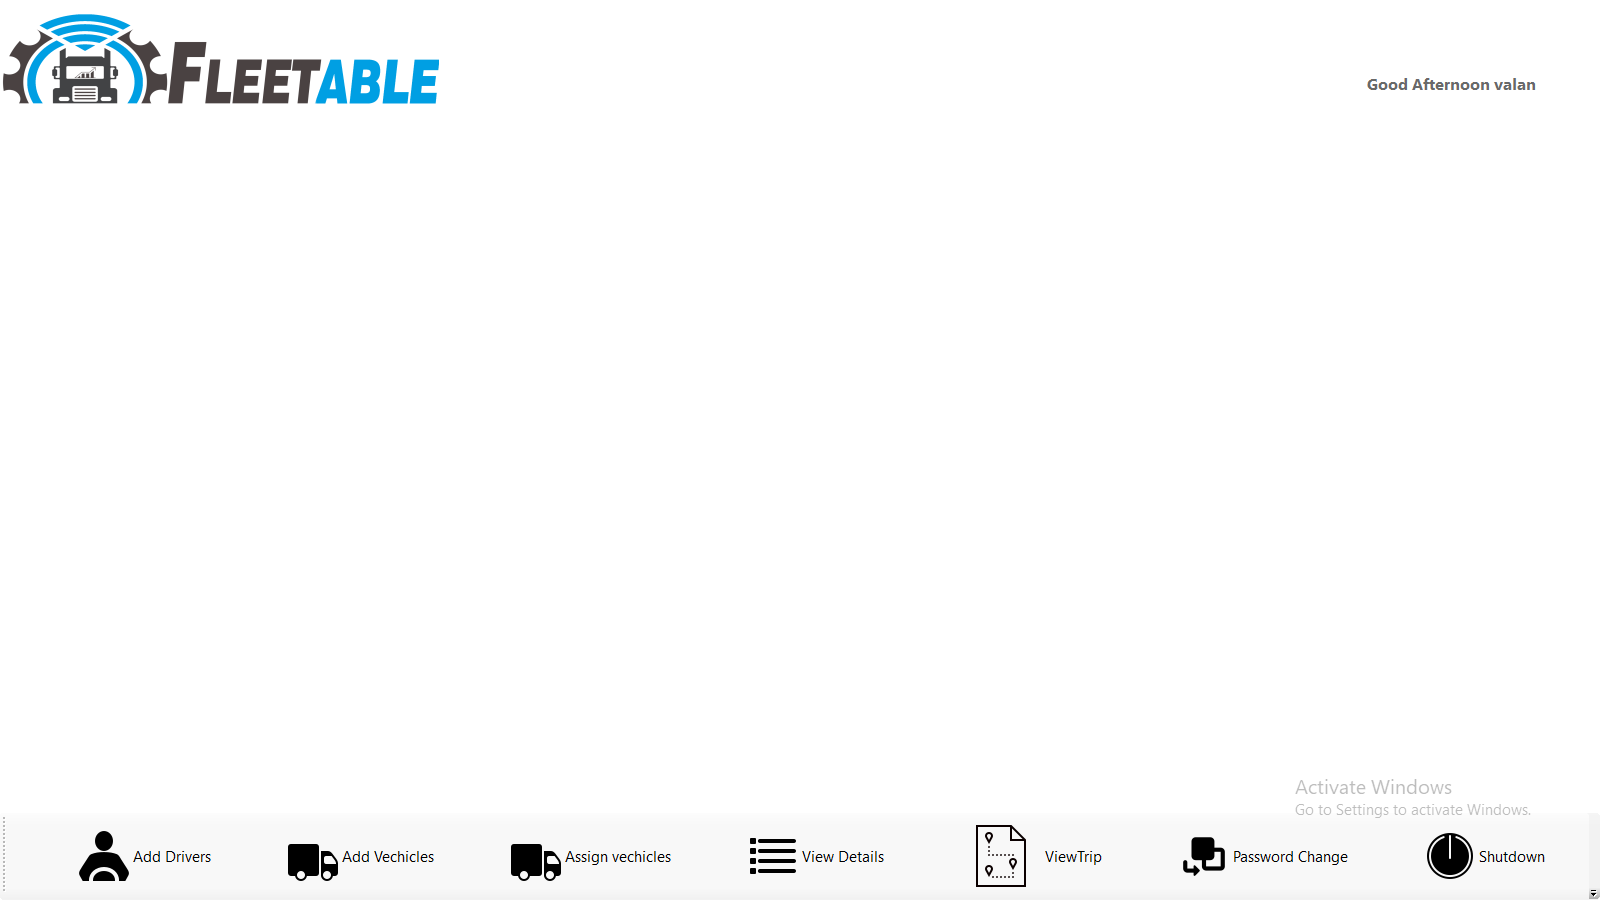 FLEETABLE
Good Afternoon valan
Activate Windows
Go to Settings to activate Windows.
Add Drivers
Add Vechicles
Assign vechicles
View Details
ViewTrip
Password Change
Shutdown